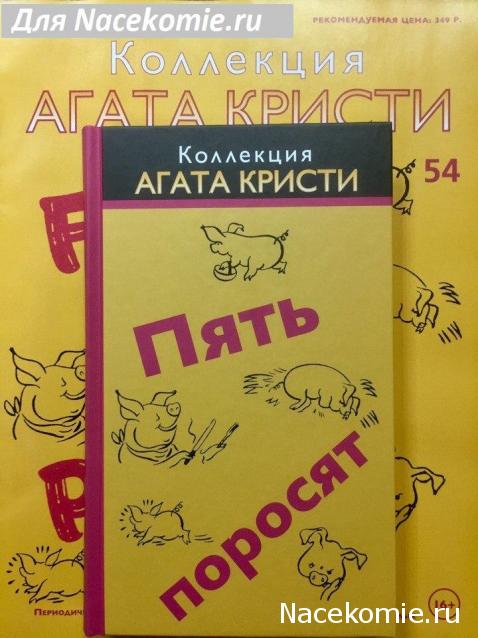 Для Nacekomie.ru
РЕКОМЕНДУЕМАЯ ЦЕНА: 349 Р.
Коллекция
АГАТА КРИСТИ
54
Коллекция
АГАТА КРИСТИ
Пять
поросят
16+
Nacekomie.ru